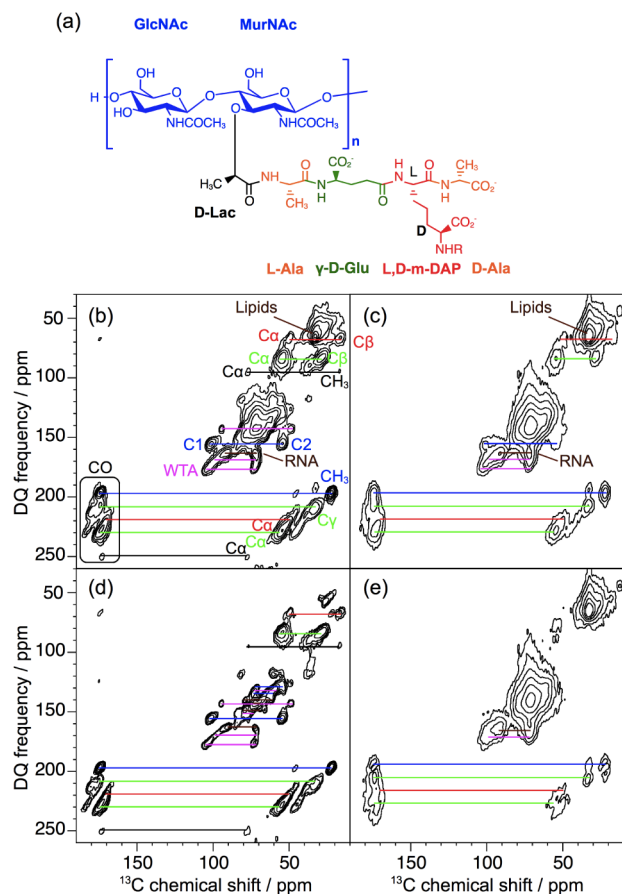 (a)
GlcNAc MurNAc
OH OH
H O O O O
HO O
NHCOCH₃ NHCOCH₃
n
CO₂⁻ O H O CH₃
H₃C O HN N N CO₂⁻
L H
O CH₃ O
CO₂⁻
D-Lac D
NHR
L-Ala γ-D-Glu L,D-m-DAP D-Ala
(b) Lipids (c) Lipids
50
Cα Cβ
Cα Cβ
Cα CH₃
100
150
C1 C2
WTA RNA RNA
CO
CH₃
200
Cγ
Cα
Cα
Cα
250
DQ frequency / ppm
(d) (e)
50
100
150
200
250
DQ frequency / ppm
100 50 100 50
¹³C chemical shift / ppm ¹³C chemical shift / ppm